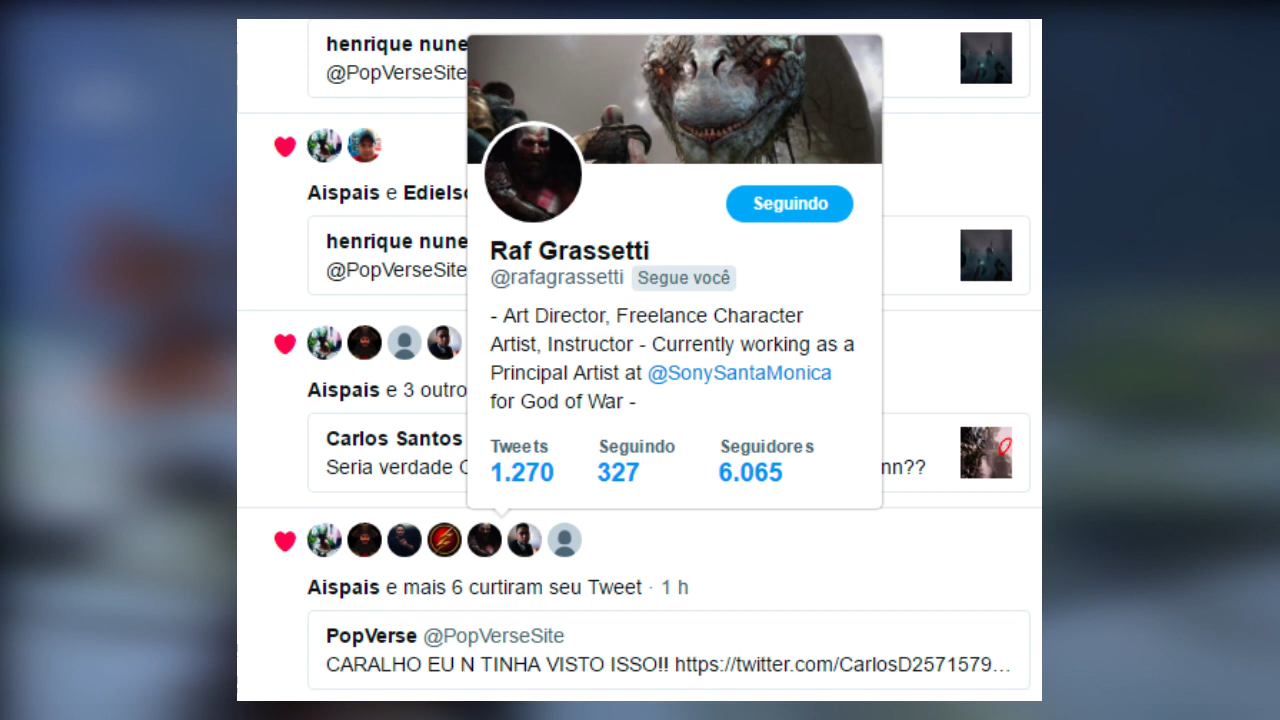 henrique nune
@PopVerseSite
Seguindo
Aispais e Edielso
henrique nune
@PopVerseSite
Raf Grassetti
@rafagrassetti Segue você
- Art Director, Freelance Character
Artist, Instructor - Currently working as a
Principal Artist at @SonySantaMonica
for God of War -
Aispais e 3 outro
Carlos Santos
Seria verdade
nn??
Tweets Seguindo Seguidores
1.270 327 6.065
Aispais e mais 6 curtiram seu Tweet · 1 h
PopVerse @PopVerseSite
CARALHO EU N TINHA VISTO ISSO!! https://twitter.com/CarlosD2571579…